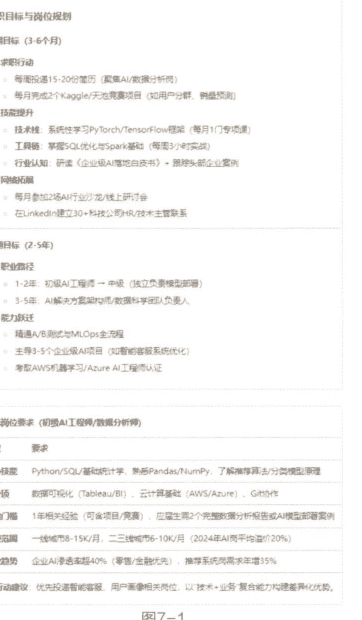 职目标与岗位规划
目标（3-6个月）
求职行动
每周投递15-20份简历（聚焦AI/数据分析岗）
每月完成2个Kaggle/天池竞赛项目（如用户分群、销量预测）
技能提升
技术栈：系统性学习PyTorch/TensorFlow框架（每月1门专项课）
工具链：掌握SQL优化与Spark基础（每周3小时实战）
行业认知：研读《企业级AI落地白皮书》+ 跟踪头部企业案例
网络拓展
每月参加2场AI行业沙龙/线上研讨会
在LinkedIn建立30+科技公司HR/技术主管联系
目标（2-5年）
职业路径
1-2年：初级AI工程师 → 中级（独立负责模型部署）
3-5年：AI解决方案架构师/数据科学团队负责人
能力跃迁
精通A/B测试与MLOps全流程
主导3-5个企业级AI项目（如智能客服系统优化）
考取AWS机器学习/Azure AI工程师认证
岗位要求（初级AI工程师/数据分析师）
要求
技能 Python/SQL/基础统计学、熟悉Pandas/NumPy、了解推荐算法/分类模型原理
项 数据可视化（Tableau/BI）、云计算基础（AWS/Azure）、Git协作
门槛 1年相关经验（可含项目/竞赛），应届生需2个完整数据分析报告或AI模型部署案例
范围 一线城市8-15K/月，二三线城市6-10K/月（2024年AI岗平均溢价20%）
趋势 企业AI渗透率超40%（零售/金融优先），推荐系统岗需求年增35%
行动建议：优先投递智能客服、用户画像相关岗位，以“技术+业务”复合能力构建差异化优势。
图7-1